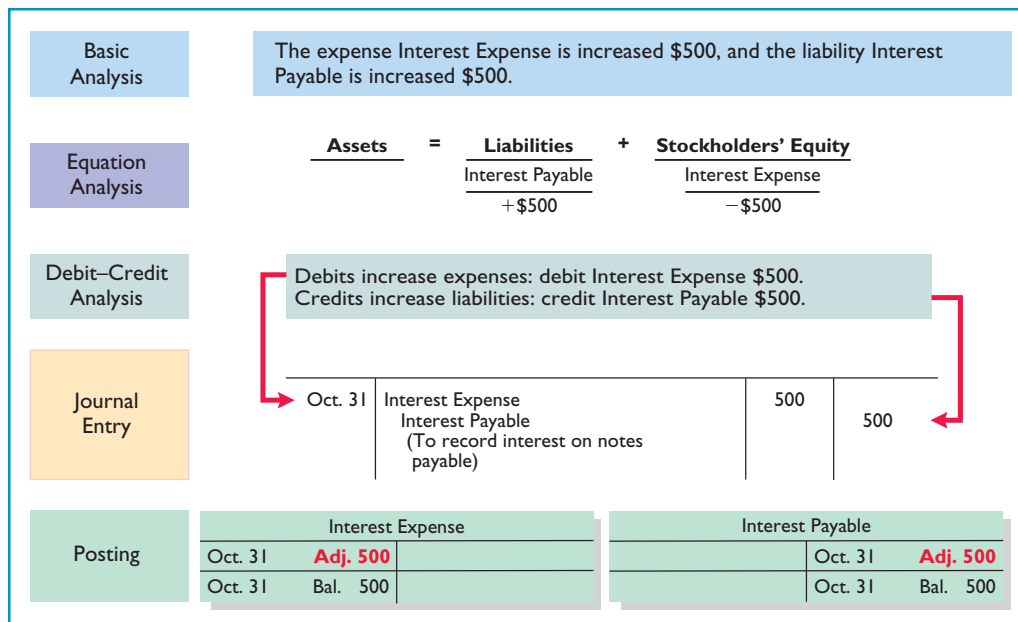 Basic
Analysis
The expense Interest Expense is increased $500, and the liability Interest
Payable is increased $500.
Equation
Analysis
Assets = Liabilities + Stockholders' Equity
Interest Payable Interest Expense
+$500 −$500
Debit–Credit
Analysis
Debits increase expenses: debit Interest Expense $500.
Credits increase liabilities: credit Interest Payable $500.
Journal
Entry
Oct. 31 Interest Expense 500
Interest Payable 500
(To record interest on notes
payable)
Posting
Interest Expense
Oct. 31 Adj. 500
Oct. 31 Bal. 500
Interest Payable
Oct. 31 Adj. 500
Oct. 31 Bal. 500